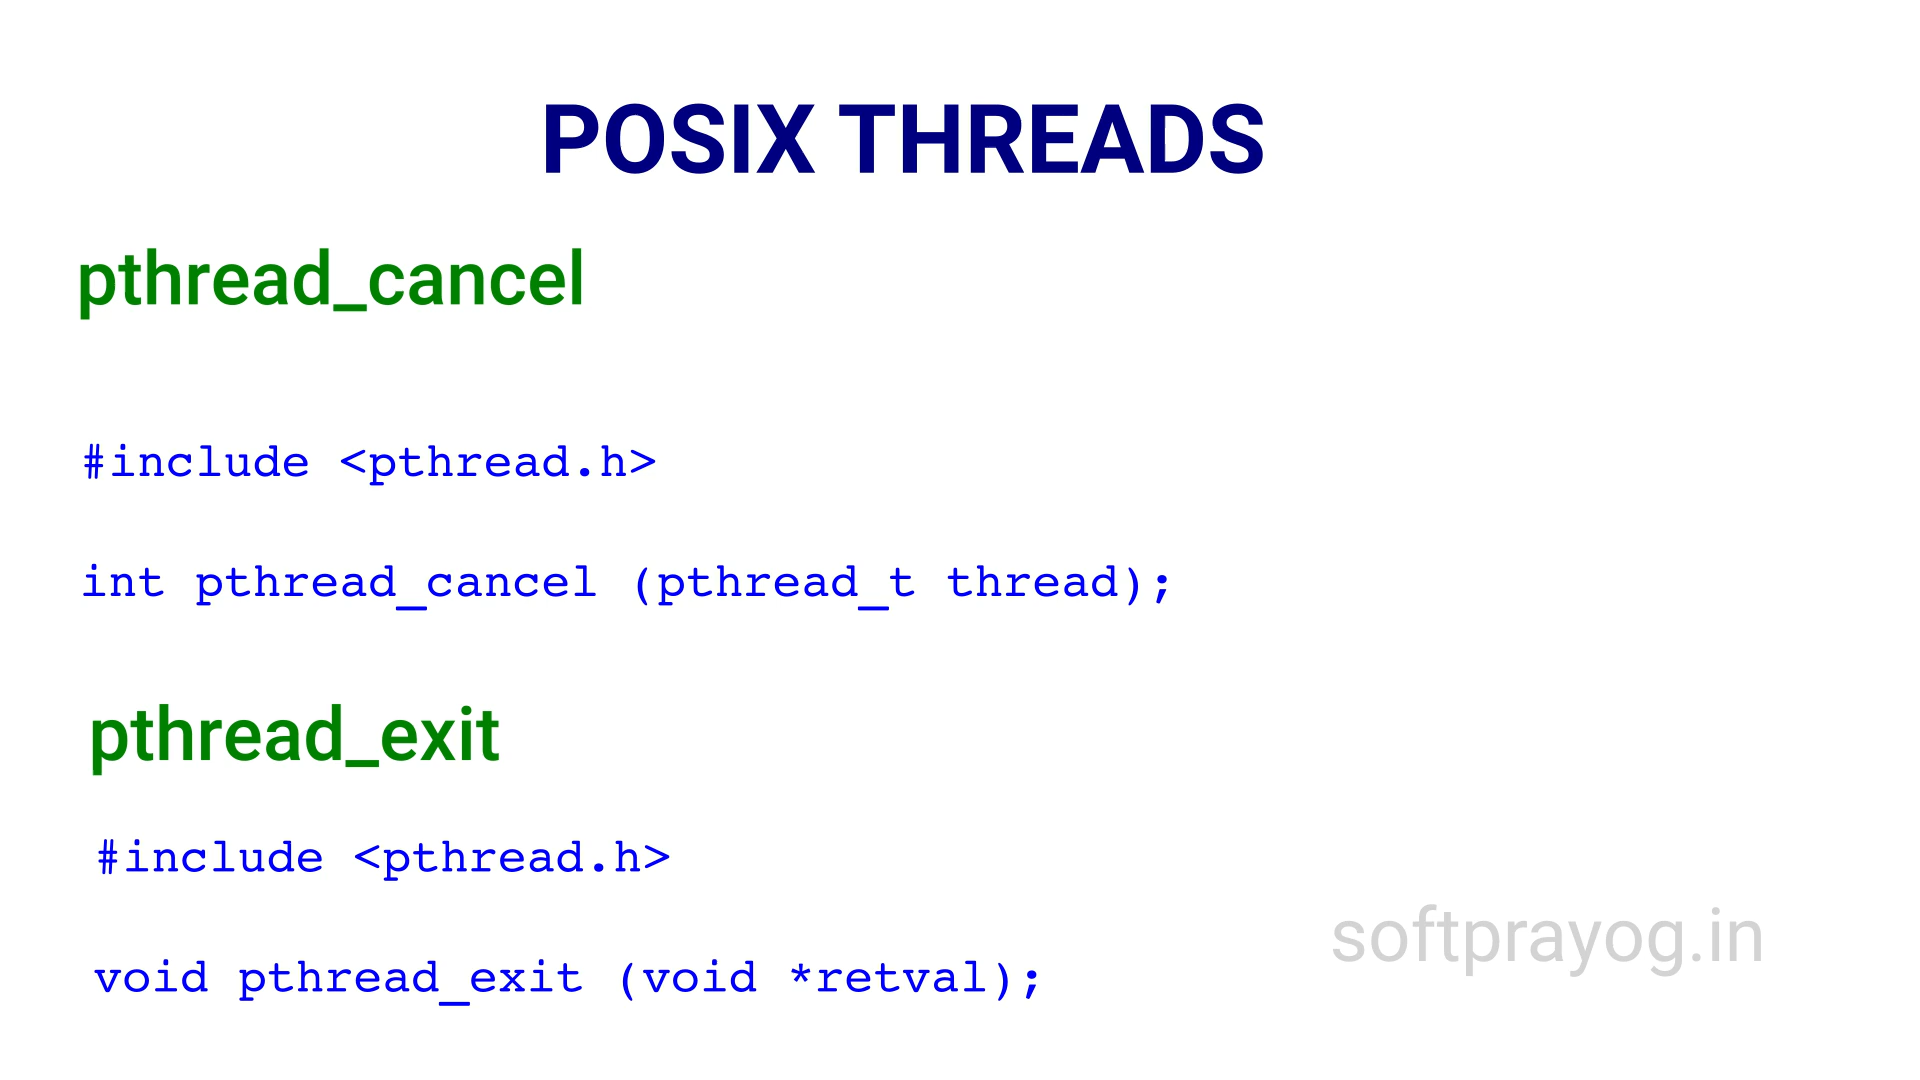 POSIX THREADS
pthread_cancel
#include <pthread.h>
int pthread_cancel (pthread_t thread);
pthread_exit
#include <pthread.h>
void pthread_exit (void *retval);
softprayog.in